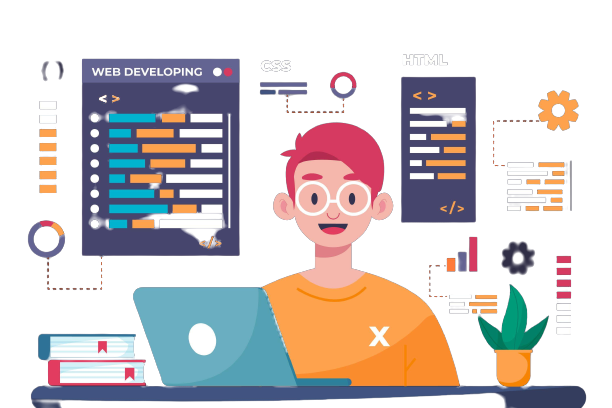 { }
WEB DEVELOPING
< >
</>
CSS
HTML
< >
</>
X